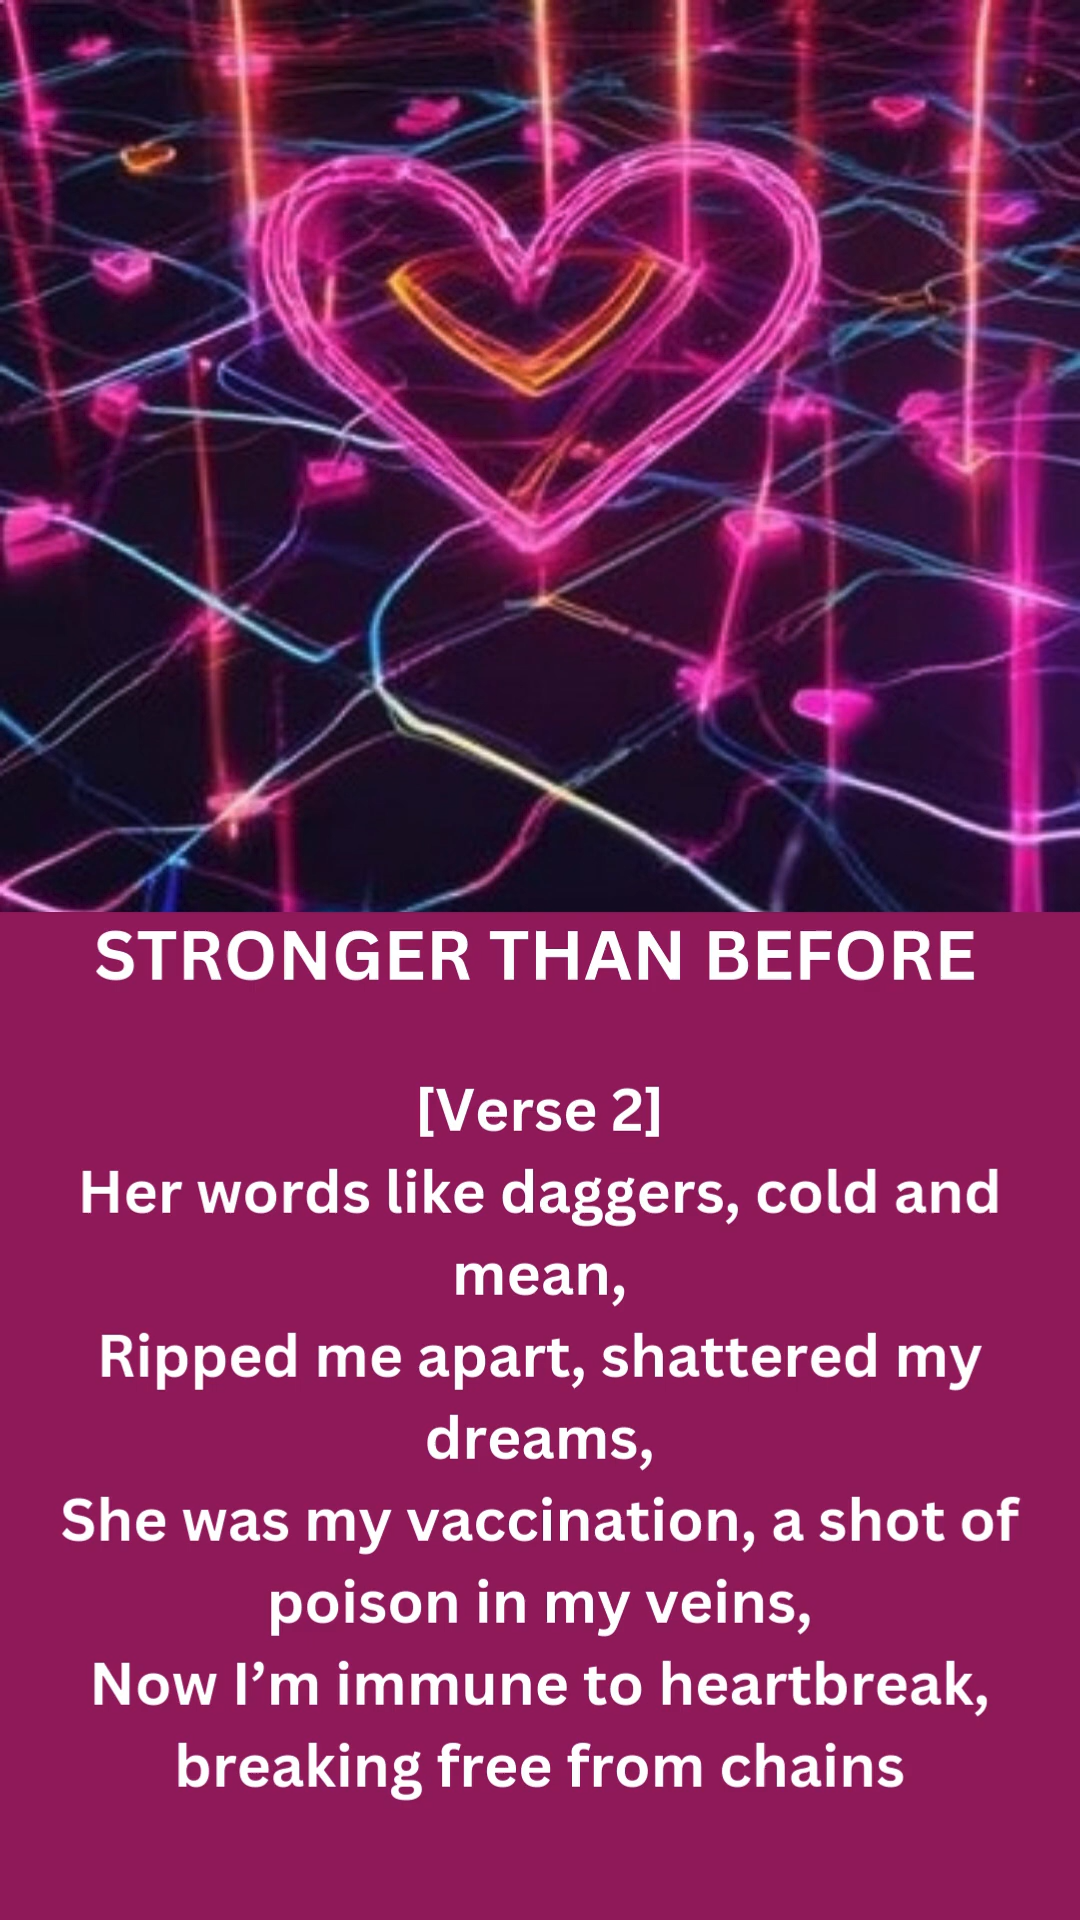 STRONGER THAN BEFORE
[Verse 2]
Her words like daggers, cold and
mean,
Ripped me apart, shattered my
dreams,
She was my vaccination, a shot of
poison in my veins,
Now I’m immune to heartbreak,
breaking free from chains